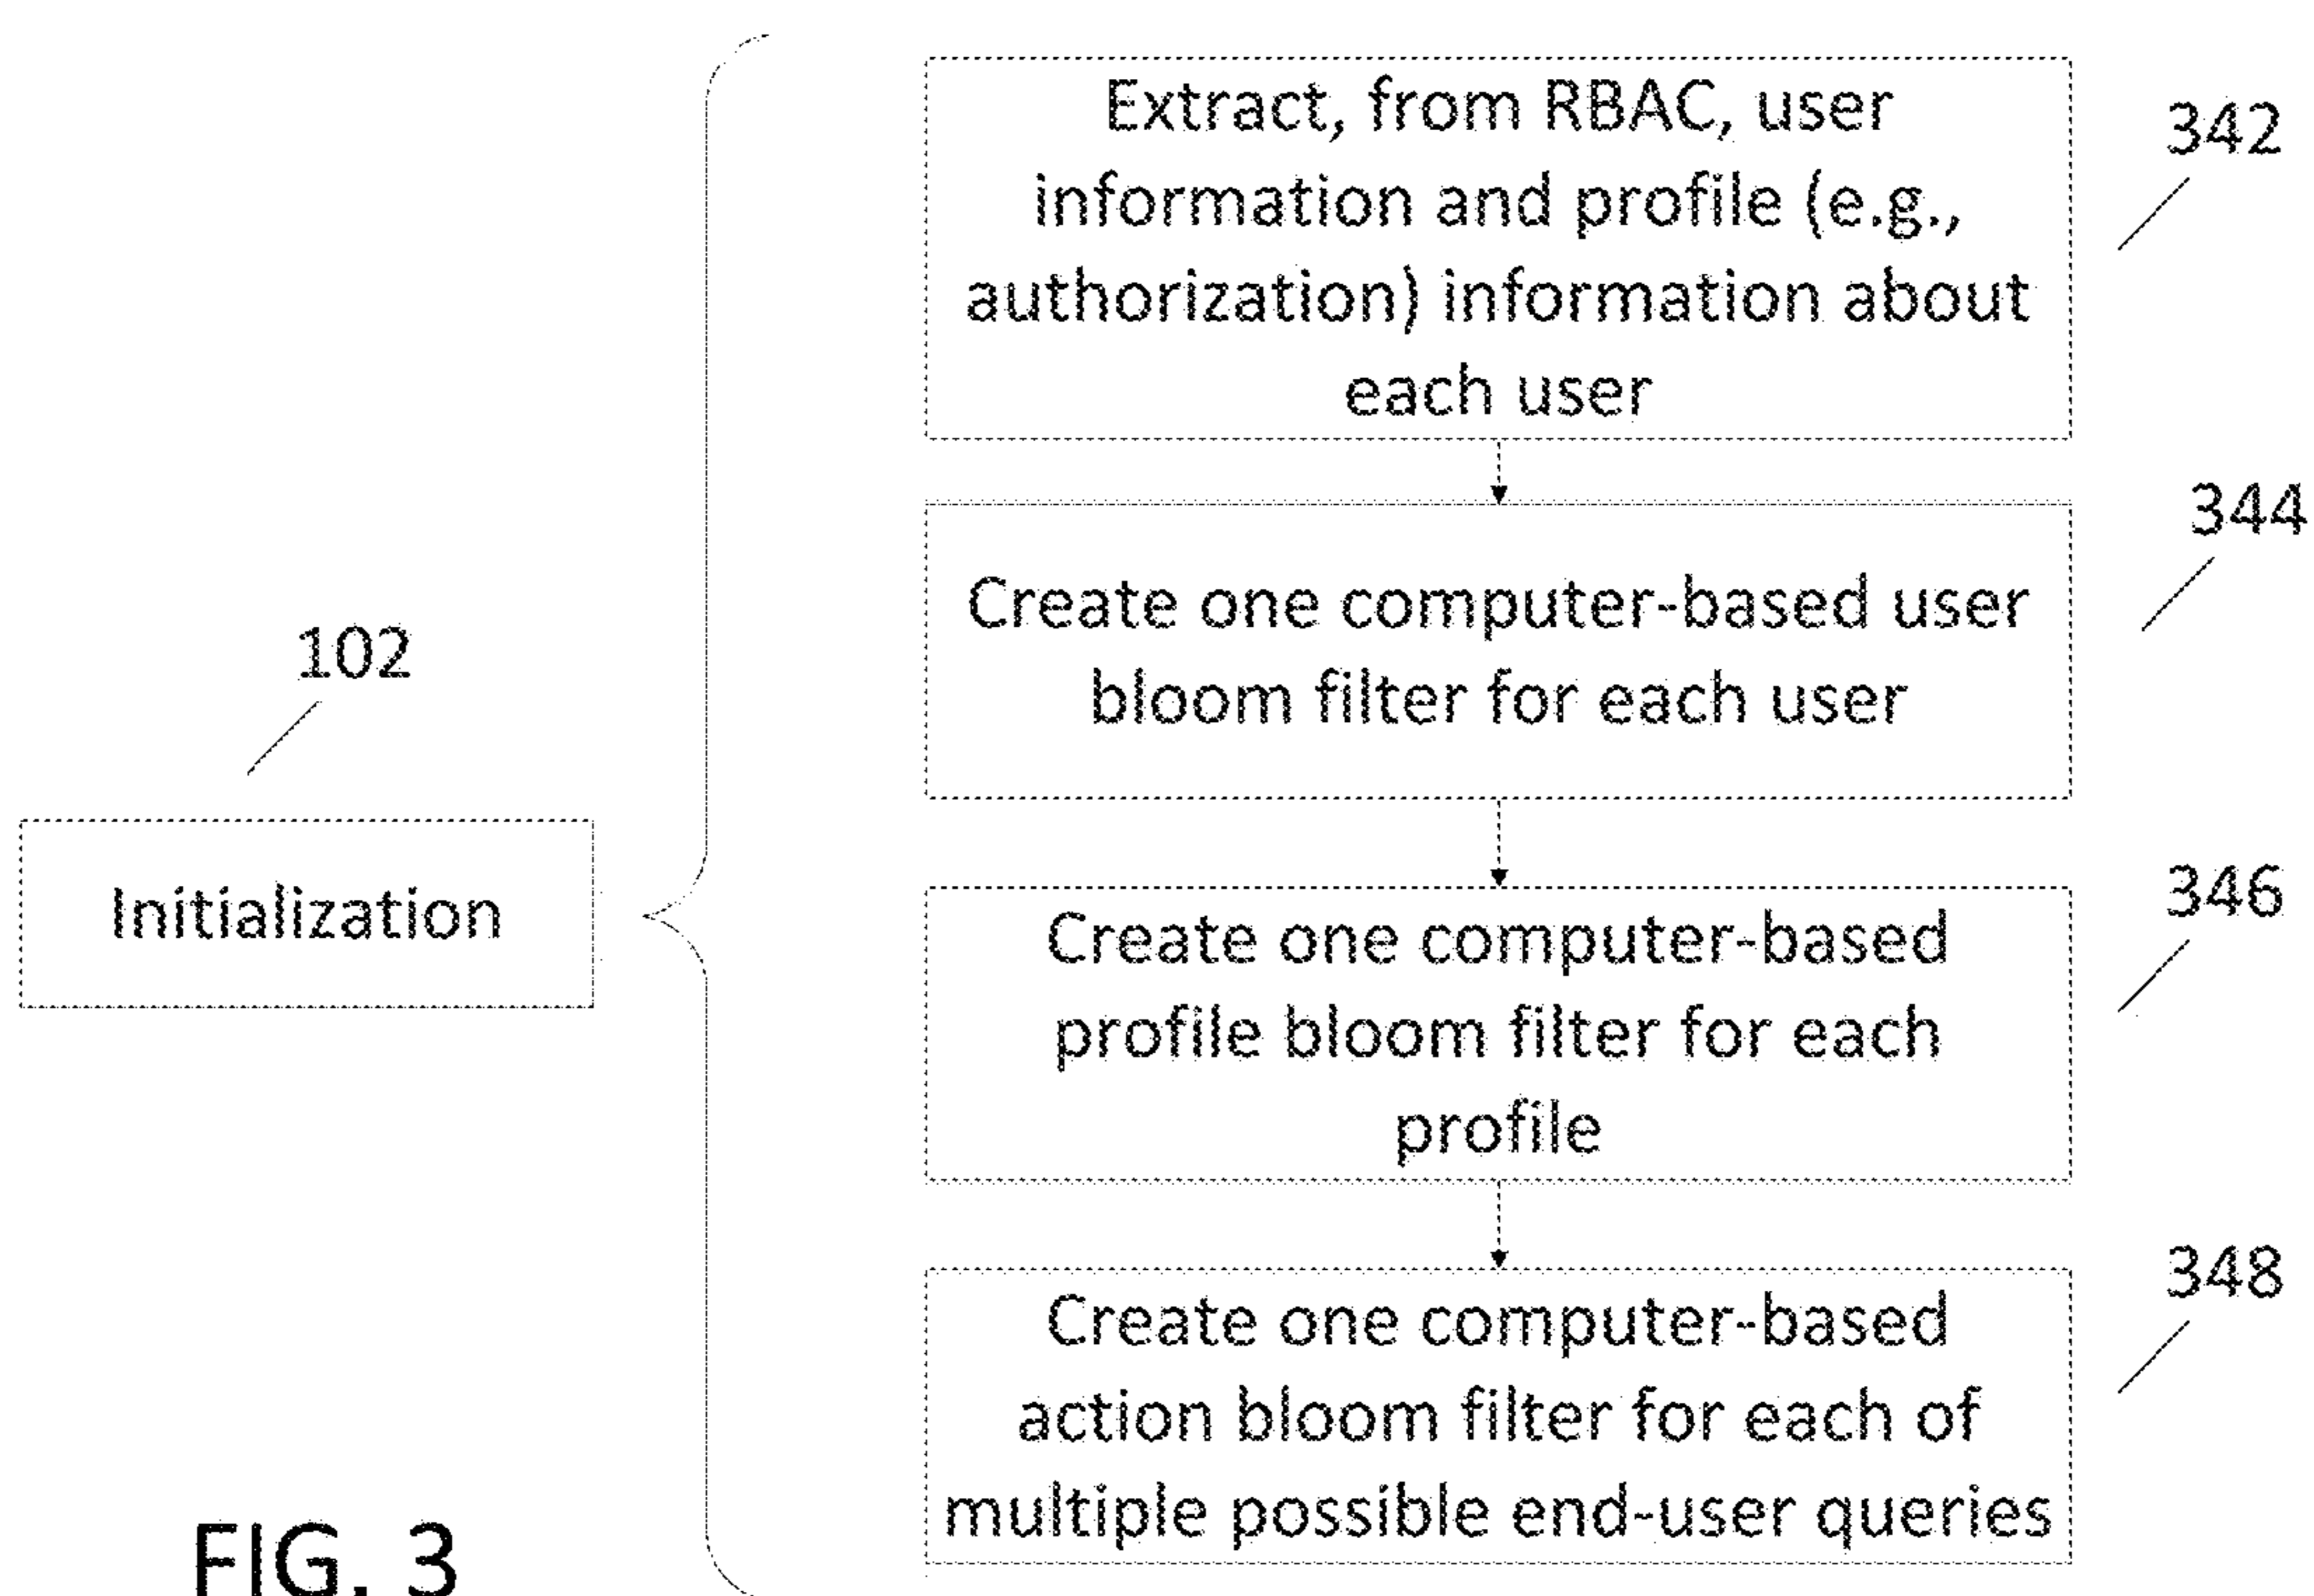 Extract, from RBAC, user
information and profile (e.g.,
authorization) information about
each user
342
Create one computer-based user
bloom filter for each user
344
102
Initialization
Create one computer-based
profile bloom filter for each
profile
346
Create one computer-based
action bloom filter for each of
multiple possible end-user queries
348
FIG. 3